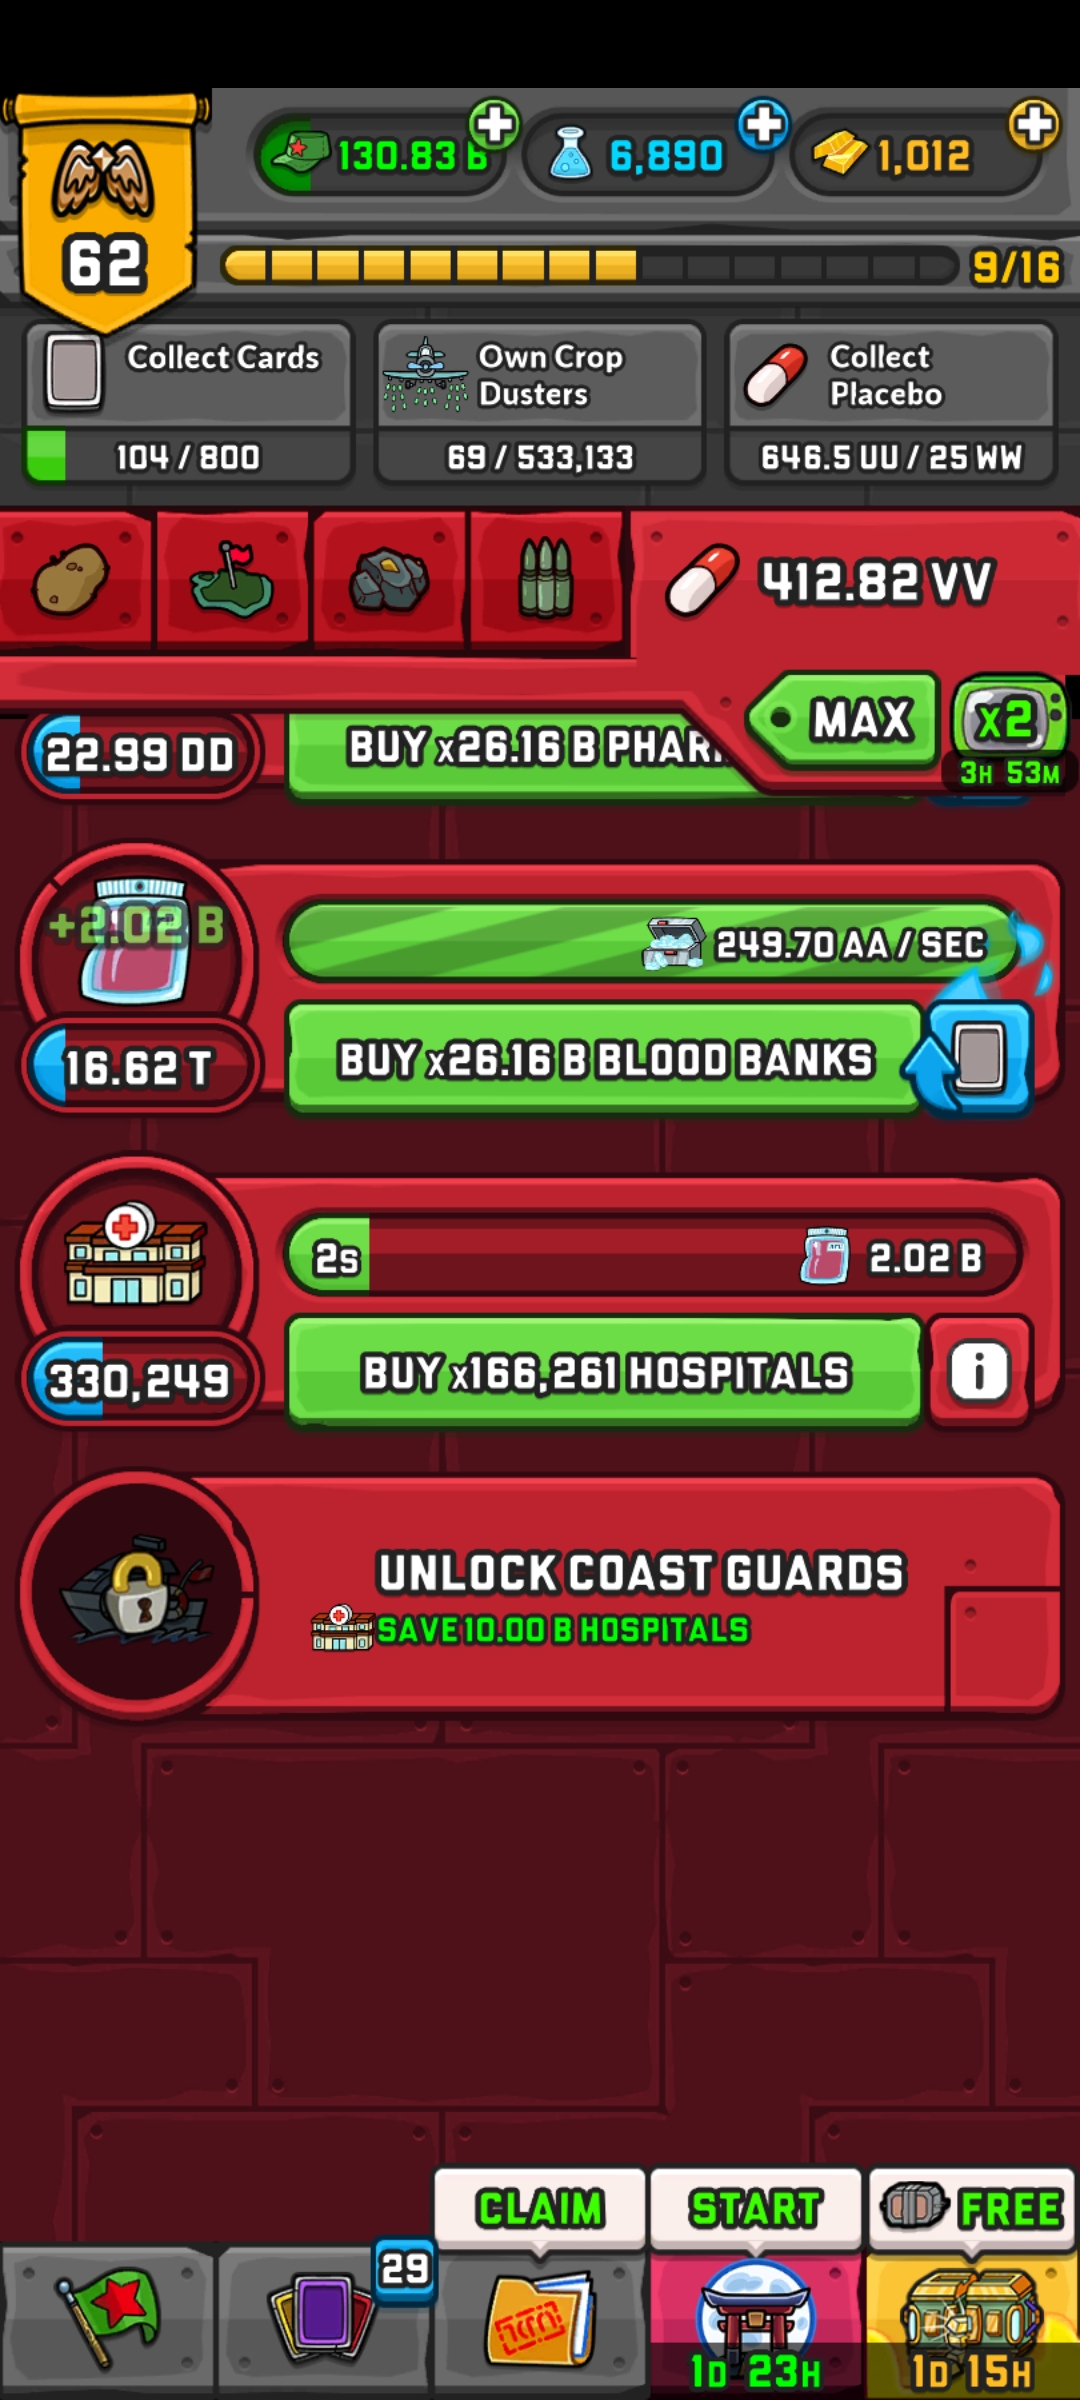 130.83 B
6,890
1,012
62
9/16
Collect Cards
104 / 800
Own Crop
Dusters
69 / 533,133
Collect
Placebo
646.5 UU / 25 WW
412.82 VV
MAX
x2
3H 53M
22.99 DD
BUY x26.16 B
+2.02 B
249.70 AA / SEC
16.62 T
BUY x26.16 B BLOOD BANKS
2s
2.02 B
330,249
BUY x166,261 HOSPITALS
i
UNLOCK COAST GUARDS
SAVE 10.00 B HOSPITALS
CLAIM
START
FREE
29
1D 23H
1D 15H